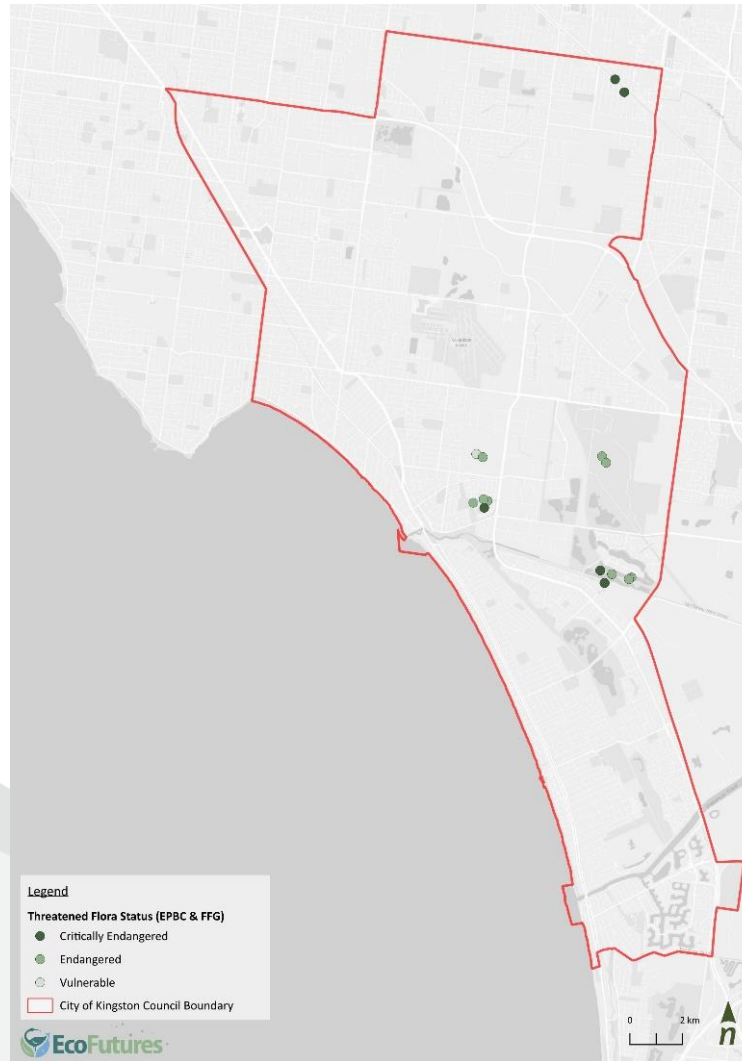 Legend
Threatened Flora Status (EPBC & FFG)
Critically Endangered
Endangered
Vulnerable
City of Kingston Council Boundary
0 2 km
n
EcoFutures